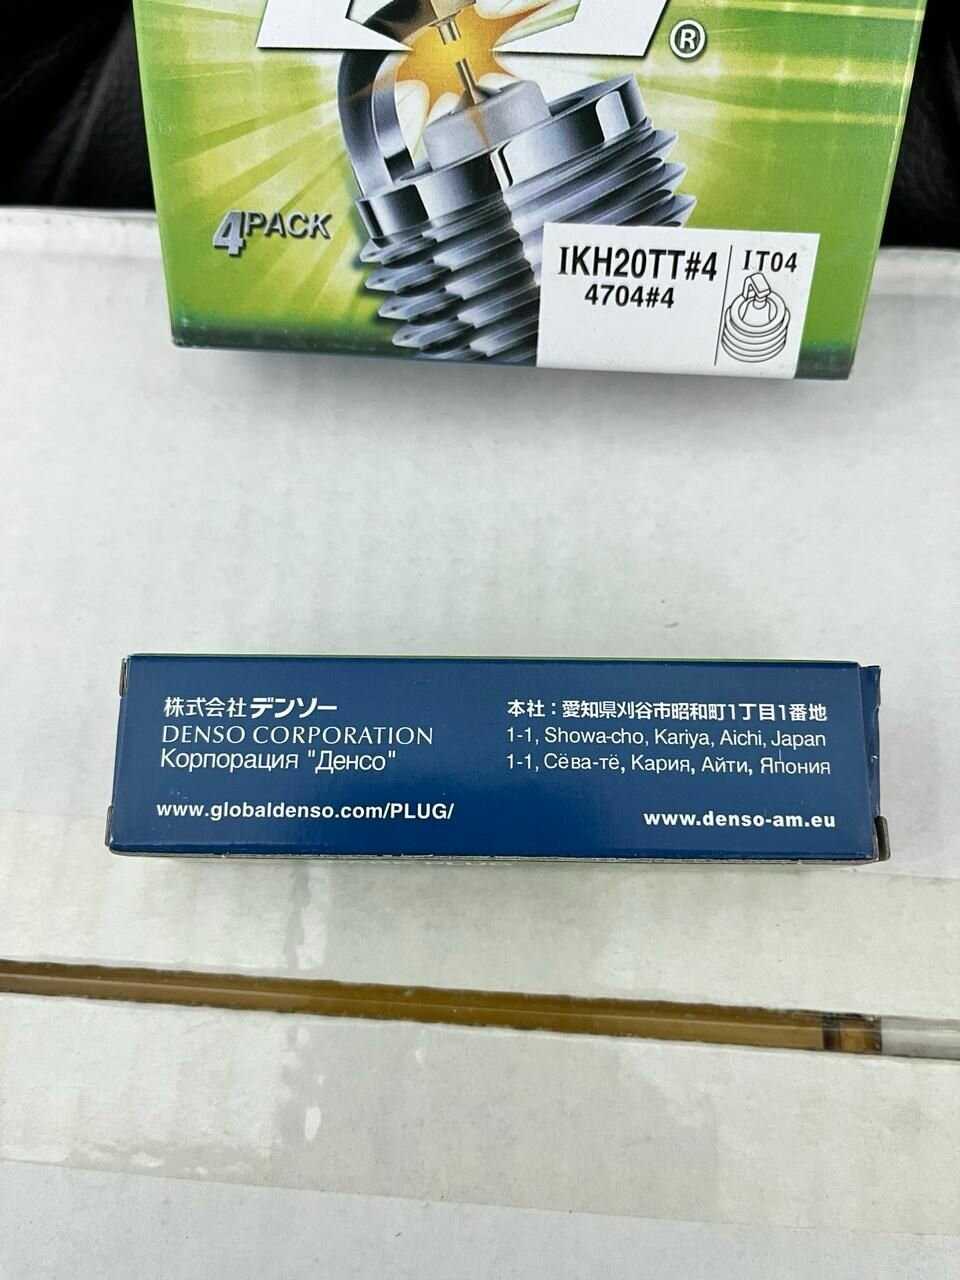 ®
4PACK
IKH20TT#4
4704#4
IT04
株式会社デンソー
DENSO CORPORATION
Корпорация "Денсо"
www.globaldenso.com/PLUG/
本社：愛知県刈谷市昭和町1丁目1番地
1-1, Showa-cho, Kariya, Aichi, Japan
1-1, Сёва-тё, Кария, Айти, Япония
www.denso-am.eu